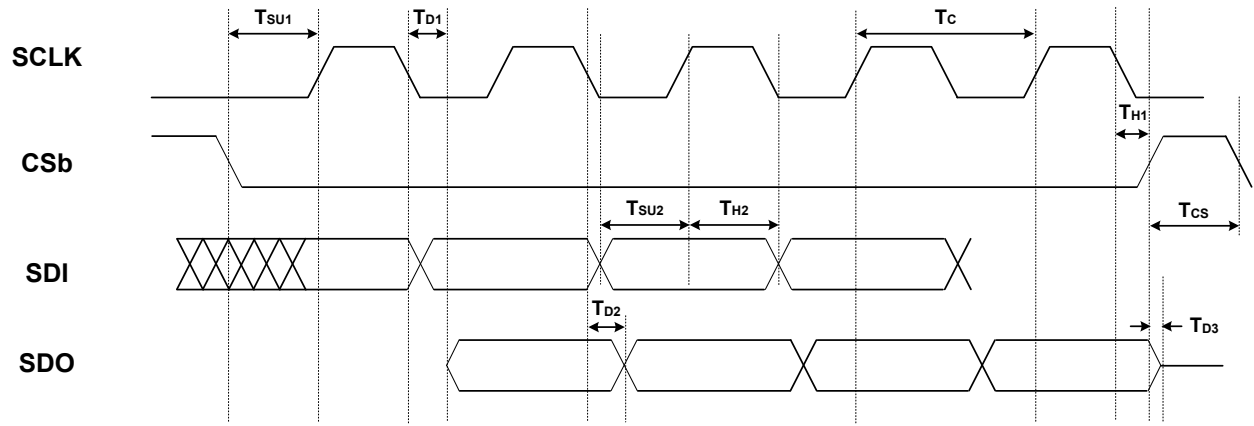 TSU1 TD1 TC
SCLK
TH1
CSb
TSU2 TH2 TCS
SDI
TD2 TD3
SDO